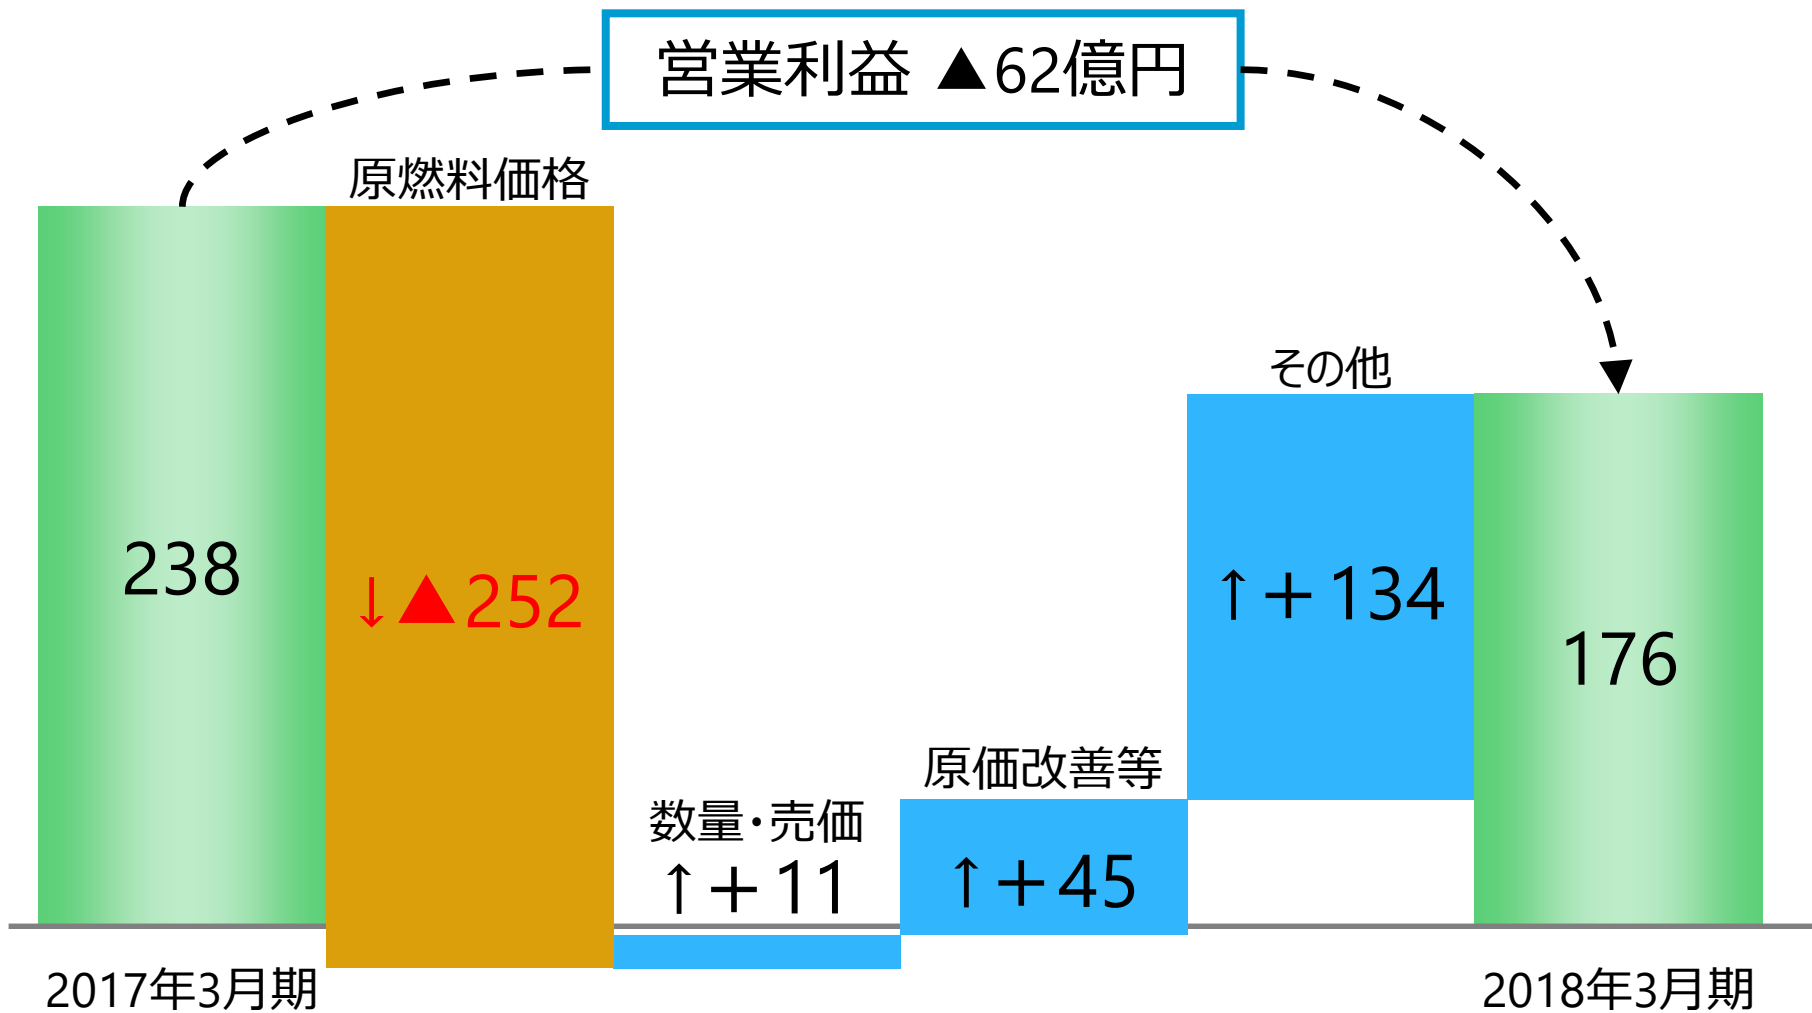 営業利益 ▲62億円
原燃料価格
238
↓▲252
数量・売価
↑+11
原価改善等
↑+45
その他
↑+134
176
2017年3月期
2018年3月期